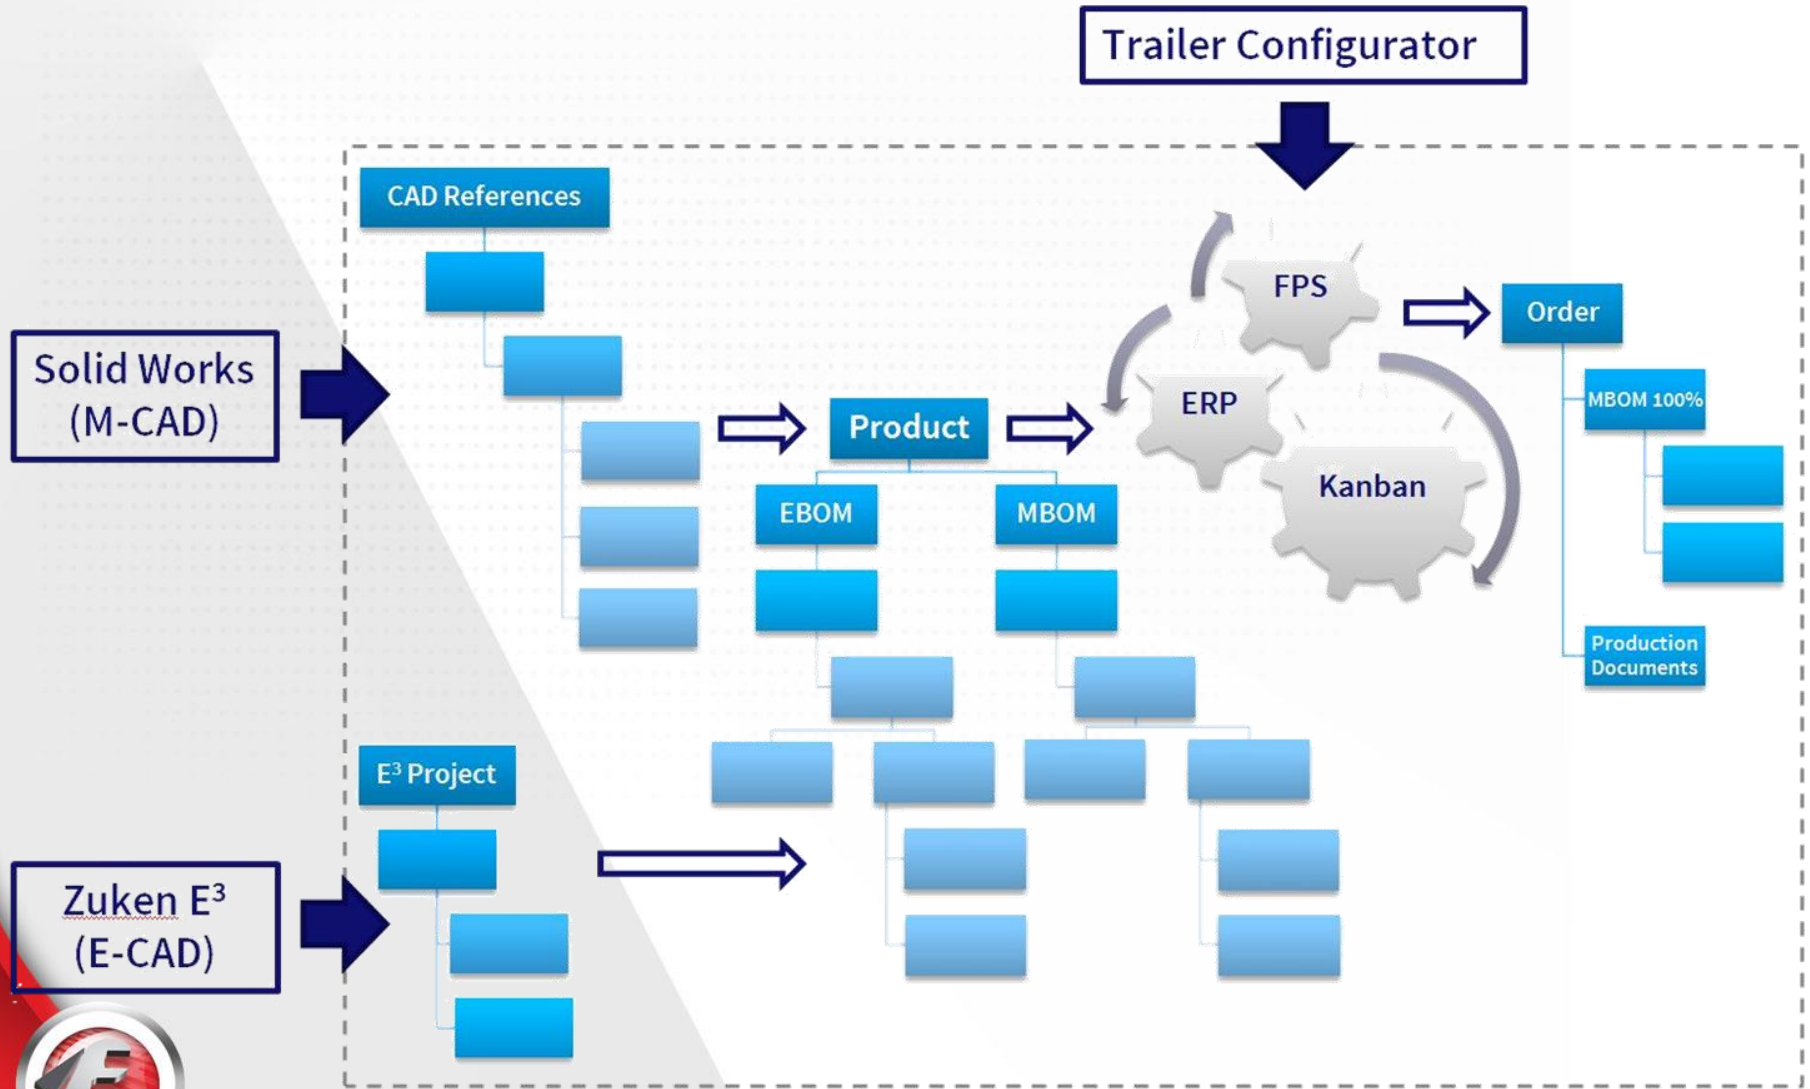 Trailer Configurator
CAD References
FPS
Order
Solid Works
(M-CAD)
ERP
MBOM 100%
Product
Kanban
EBOM
MBOM
Production
Documents
E³ Project
Zuken E³
(E-CAD)